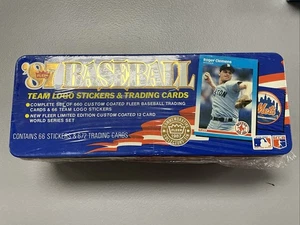 '87 BASEBALL
TEAM LOGO STICKERS & TRADING CARDS
•COMPLETE SET OF 660 CUSTOM COATED FLEER BASEBALL TRADING
CARDS & 66 TEAM LOGO STICKERS
•NEW FLEER LIMITED EDITION CUSTOM COATED 12 CARD
WORLD SERIES SET
CONTAINS 66 STICKERS & 672 TRADING CARDS
Roger Clemens
Mets